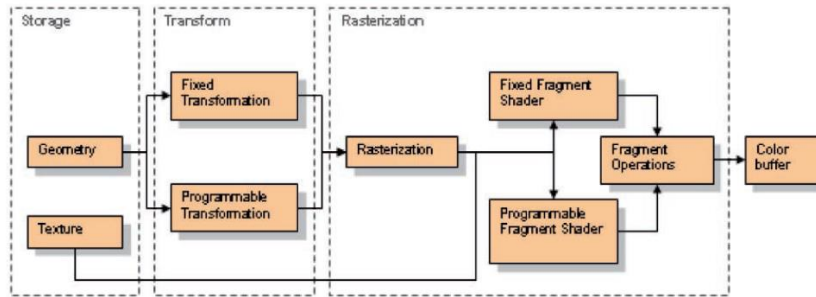 Storage
Transform
Rasterization
Fixed
Transformation
Fixed Fragment
Shader
Geometry
Rasterization
Fragment
Operations
Color
buffer
Programmable
Transformation
Texture
Programmable
Fragment Shader